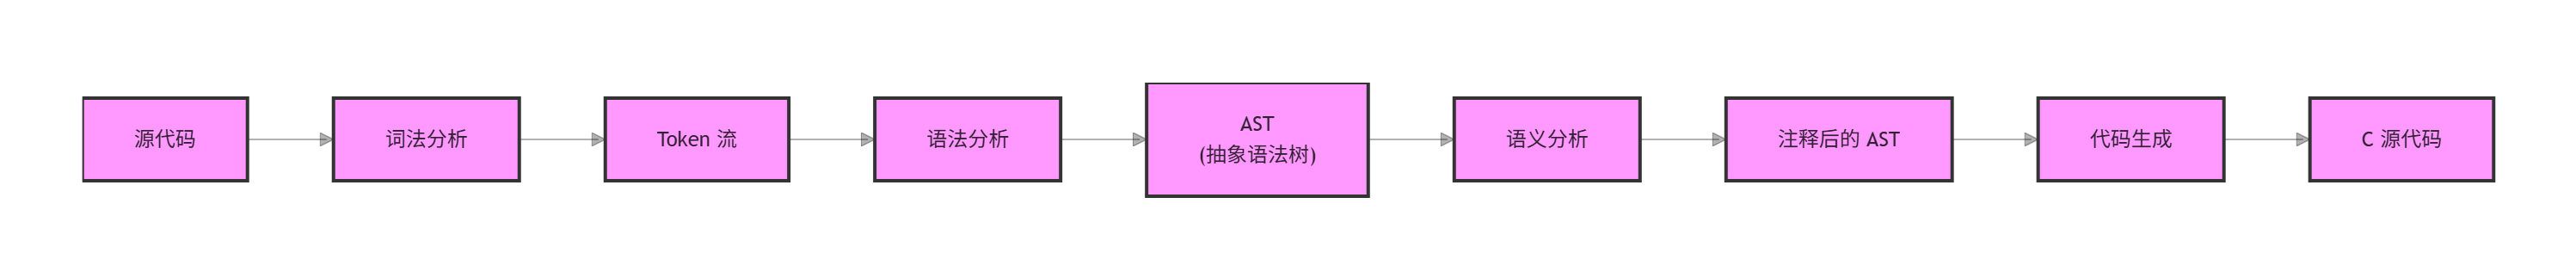 源代码
词法分析
Token 流
语法分析
AST
(抽象语法树)
语义分析
注释后的 AST
代码生成
C 源代码